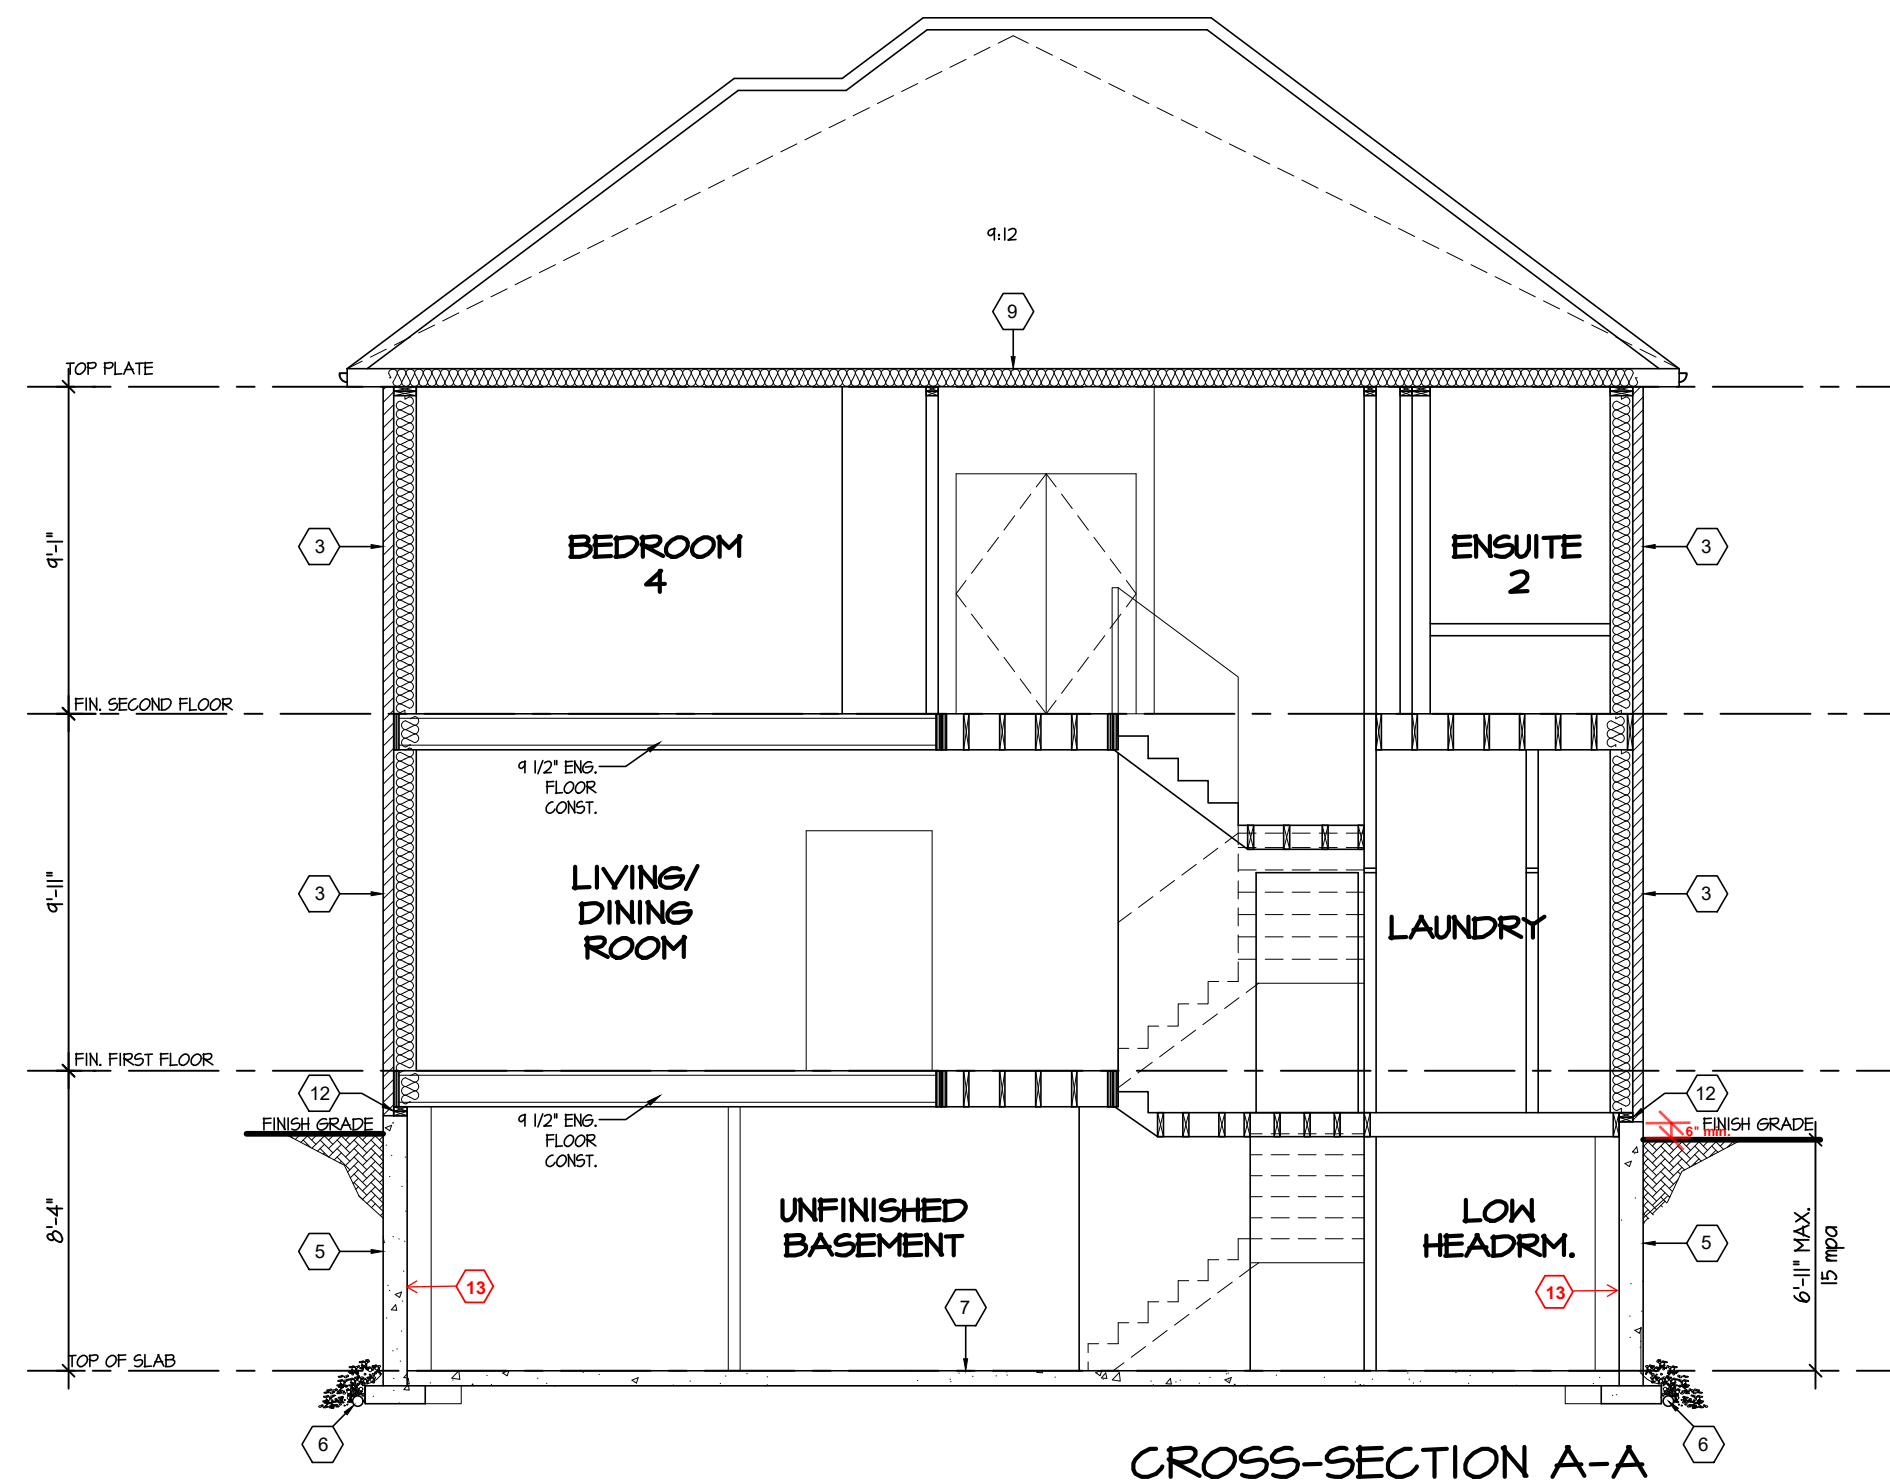 9:12
9
TOP PLATE
9'-1"
3
BEDROOM
4
ENSUITE
2
3
FIN. SECOND FLOOR
9 1/2" ENG.
FLOOR
CONST.
9'-11"
3
LIVING/
DINING
ROOM
LAUNDRY
3
FIN. FIRST FLOOR
12
12
FINISH GRADE
9 1/2" ENG.
FLOOR
CONST.
FINISH GRADE
6" min.
8'-4"
5
UNFINISHED
BASEMENT
LOW
HEADRM.
5
6'-11" MAX.
15 mpa
13
13
7
TOP OF SLAB
6
6
CROSS-SECTION A-A